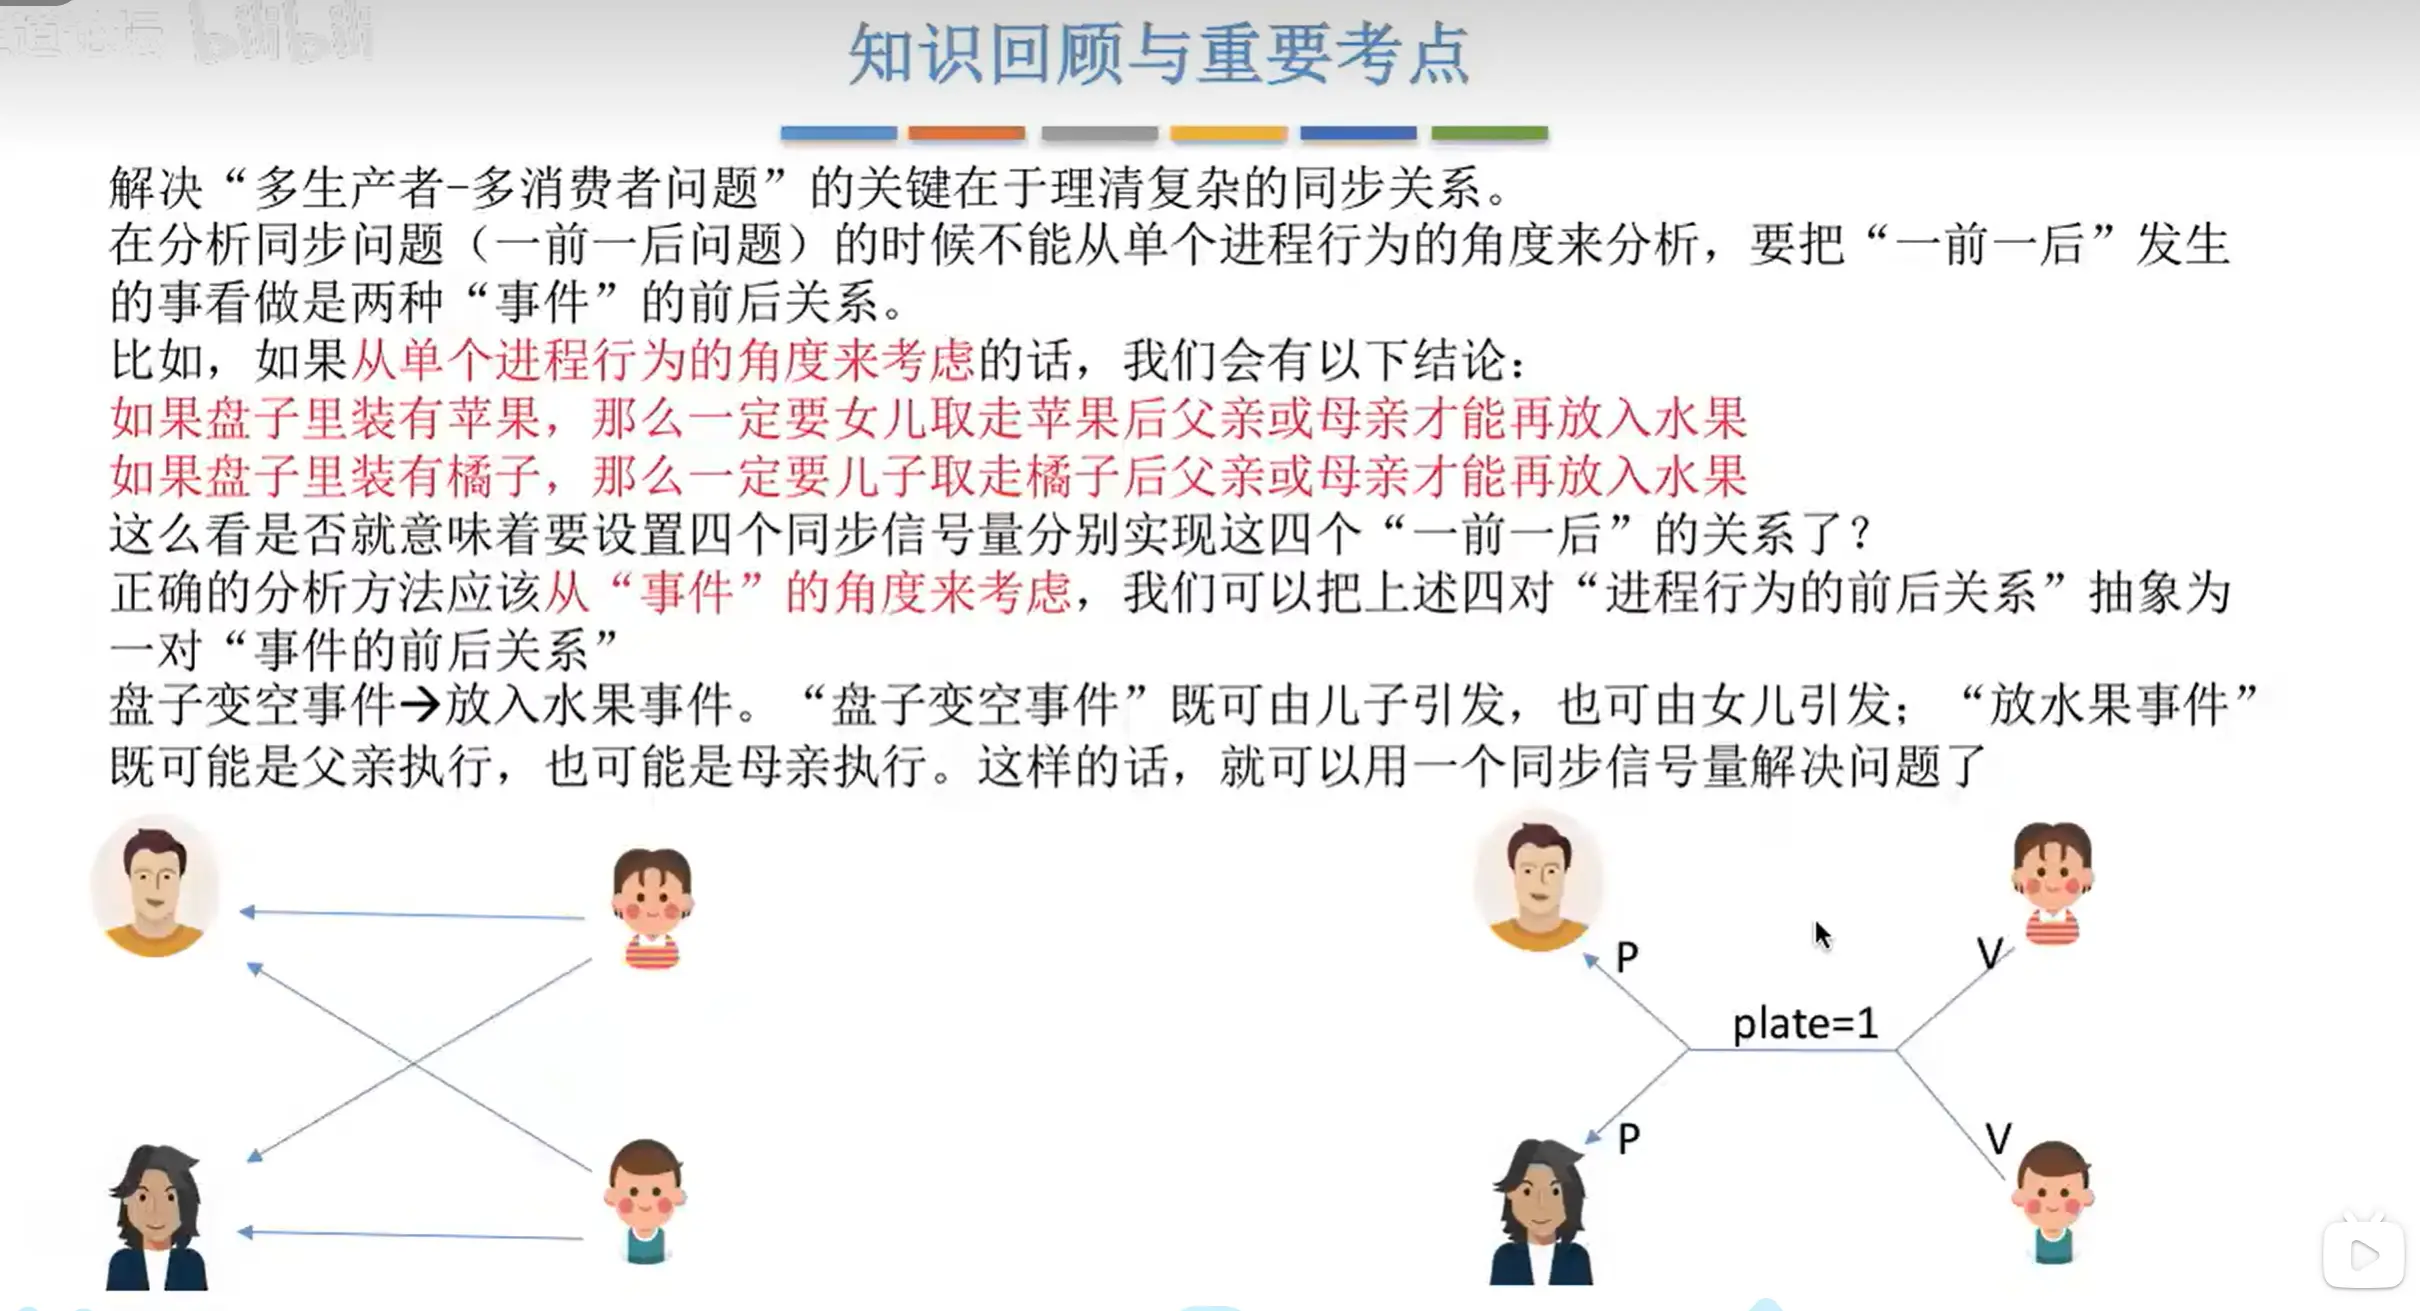 道论坛 bilibili
知识回顾与重要考点
解决“多生产者-多消费者问题”的关键在于理清复杂的同步关系。
在分析同步问题（一前一后问题）的时候不能从单个进程行为的角度来分析，要把“一前一后”发生
的事看做是两种“事件”的前后关系。
比如，如果从单个进程行为的角度来考虑的话，我们会有以下结论：
如果盘子里装有苹果，那么一定要女儿取走苹果后父亲或母亲才能再放入水果
如果盘子里装有橘子，那么一定要儿子取走橘子后父亲或母亲才能再放入水果
这么看是否就意味着要设置四个同步信号量分别实现这四个“一前一后”的关系了？
正确的分析方法应该从“事件”的角度来考虑，我们可以把上述四对“进程行为的前后关系”抽象为
一对“事件的前后关系”
盘子变空事件→放入水果事件。“盘子变空事件”既可由儿子引发，也可由女儿引发；“放水果事件”
既可能是父亲执行，也可能是母亲执行。这样的话，就可以用一个同步信号量解决问题了
P
V
plate=1
P
V